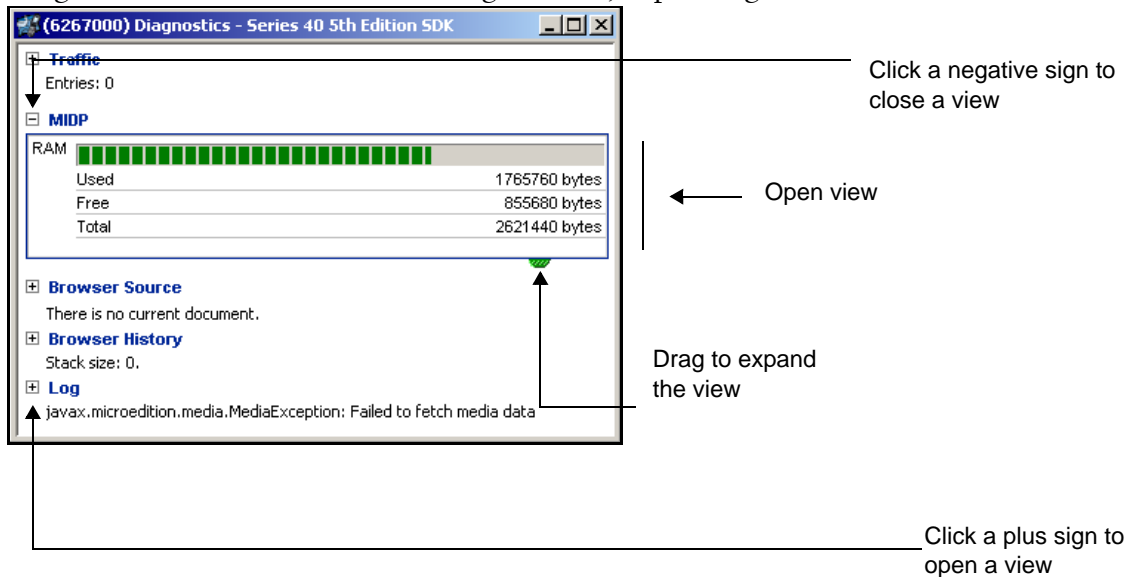 (6267000) Diagnostics - Series 40 5th Edition SDK
Traffic
Entries: 0
Click a negative sign to
close a view
MIDP
RAM
Used 1765760 bytes
Free 855680 bytes
Total 2621440 bytes
Open view
Browser Source
There is no current document.
Browser History
Stack size: 0.
Log
javax.microedition.media.MediaException: Failed to fetch media data
Drag to expand
the view
Click a plus sign to
open a view